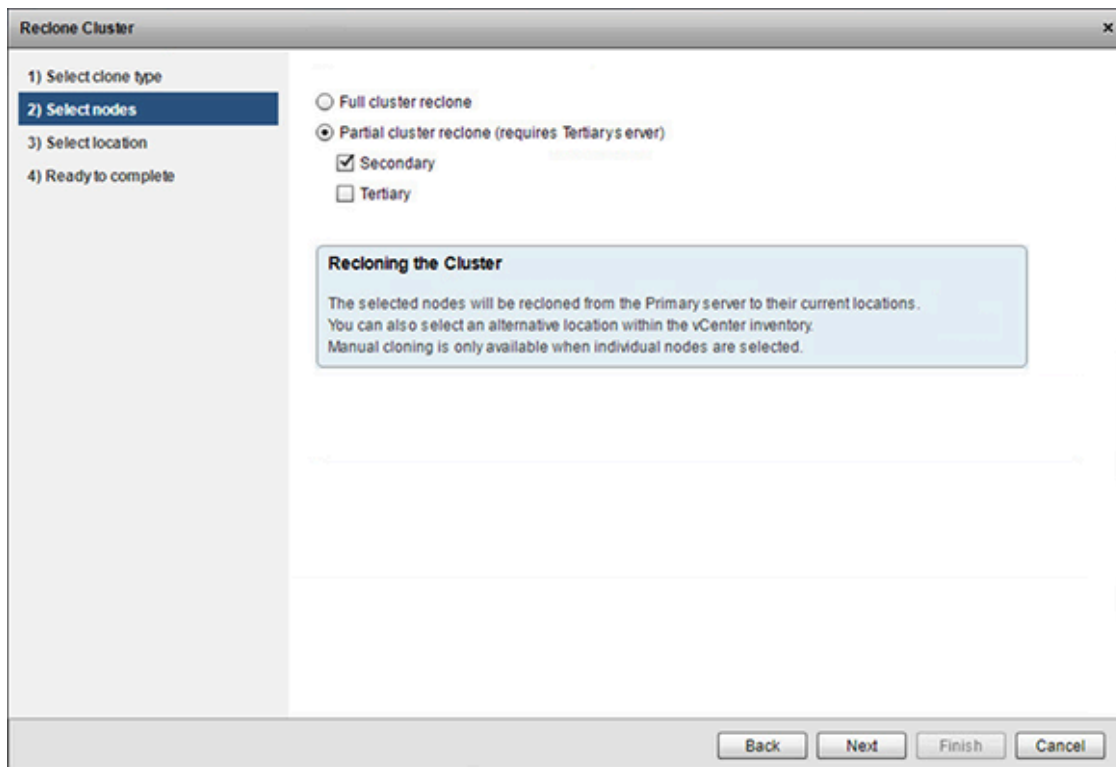 Reclone Cluster
×
1) Select clone type
2) Select nodes
3) Select location
4) Ready to complete
Full cluster reclone
Partial cluster reclone (requires Tertiary server)
Secondary
Tertiary
Recloning the Cluster
The selected nodes will be recloned from the Primary server to their current locations.
You can also select an alternative location within the vCenter inventory.
Manual cloning is only available when individual nodes are selected.
Back Next Finish Cancel